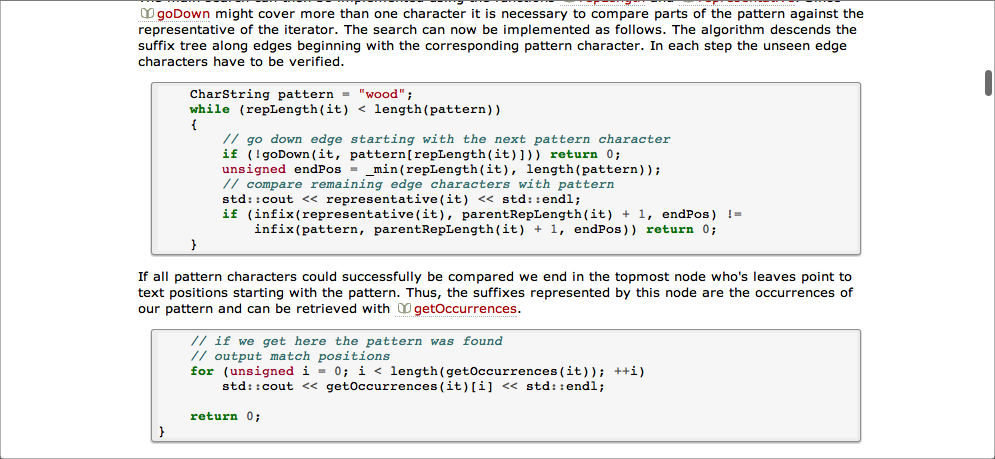 goDown might cover more than one character it is necessary to compare parts of the pattern against the
representative of the iterator. The search can now be implemented as follows. The algorithm descends the
suffix tree along edges beginning with the corresponding pattern character. In each step the unseen edge
characters have to be verified.
CharString pattern = "wood";
while (repLength(it) < length(pattern))
{
// go down edge starting with the next pattern character
if (!goDown(it, pattern[repLength(it)])) return 0;
unsigned endPos = _min(repLength(it), length(pattern));
// compare remaining edge characters with pattern
std::cout << representative(it) << std::endl;
if (infix(representative(it), parentRepLength(it) + 1, endPos) !=
infix(pattern, parentRepLength(it) + 1, endPos)) return 0;
}
If all pattern characters could successfully be compared we end in the topmost node who's leaves point to
text positions starting with the pattern. Thus, the suffixes represented by this node are the occurrences of
our pattern and can be retrieved with getOccurrences.
// if we get here the pattern was found
// output match positions
for (unsigned i = 0; i < length(getOccurrences(it)); ++i)
std::cout << getOccurrences(it)[i] << std::endl;
return 0;
}